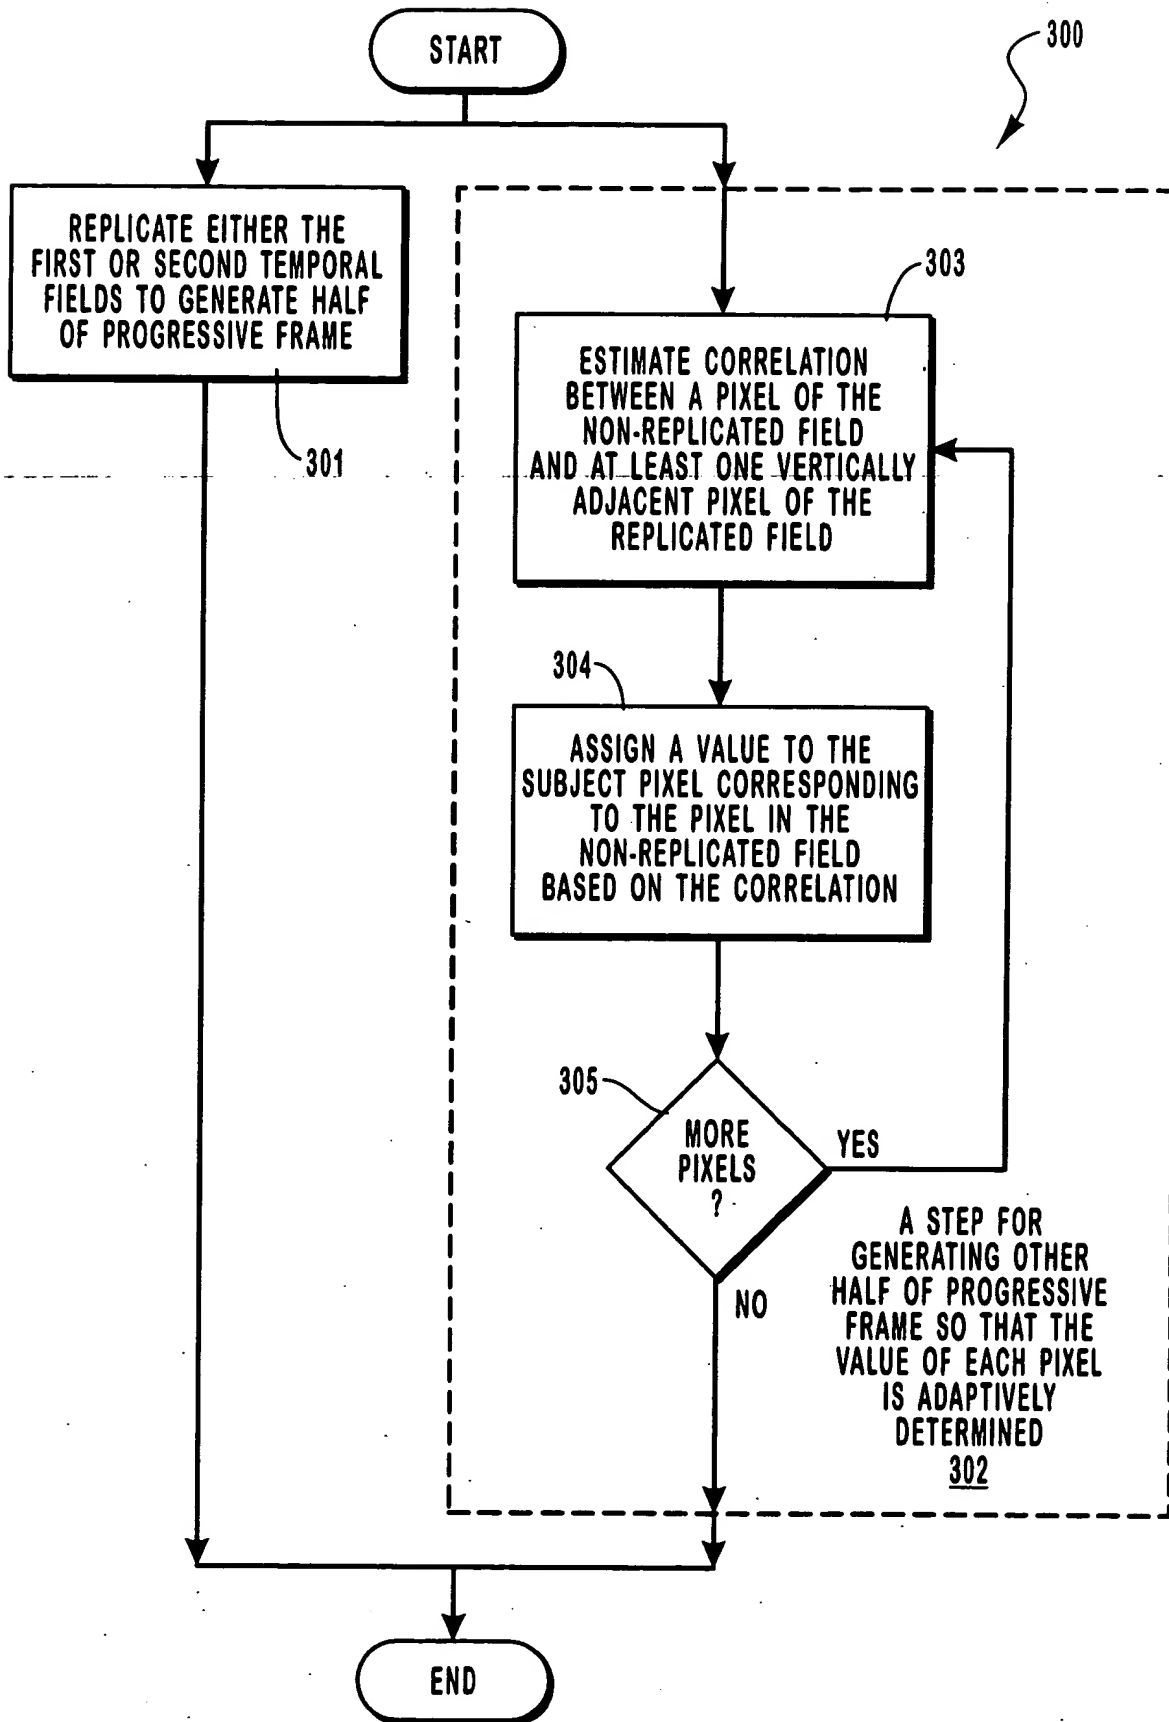 START
300
REPLICATE EITHER THE
FIRST OR SECOND TEMPORAL
FIELDS TO GENERATE HALF
OF PROGRESSIVE FRAME
301
303
ESTIMATE CORRELATION
BETWEEN A PIXEL OF THE
NON-REPLICATED FIELD
AND AT LEAST ONE VERTICALLY
ADJACENT PIXEL OF THE
REPLICATED FIELD
304
ASSIGN A VALUE TO THE
SUBJECT PIXEL CORRESPONDING
TO THE PIXEL IN THE
NON-REPLICATED FIELD
BASED ON THE CORRELATION
305
MORE
PIXELS
?
YES
NO
A STEP FOR
GENERATING OTHER
HALF OF PROGRESSIVE
FRAME SO THAT THE
VALUE OF EACH PIXEL
IS ADAPTIVELY
DETERMINED
302
END